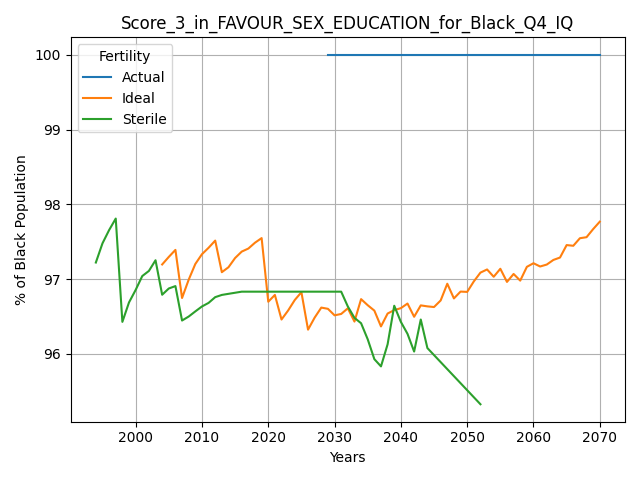 Score_3_in_FAVOUR_SEX_EDUCATION_for_Black_Q4_IQ
Fertility
Actual
Ideal
Sterile
% of Black Population
100
99
98
97
96
2000 2010 2020 2030 2040 2050 2060 2070
Years